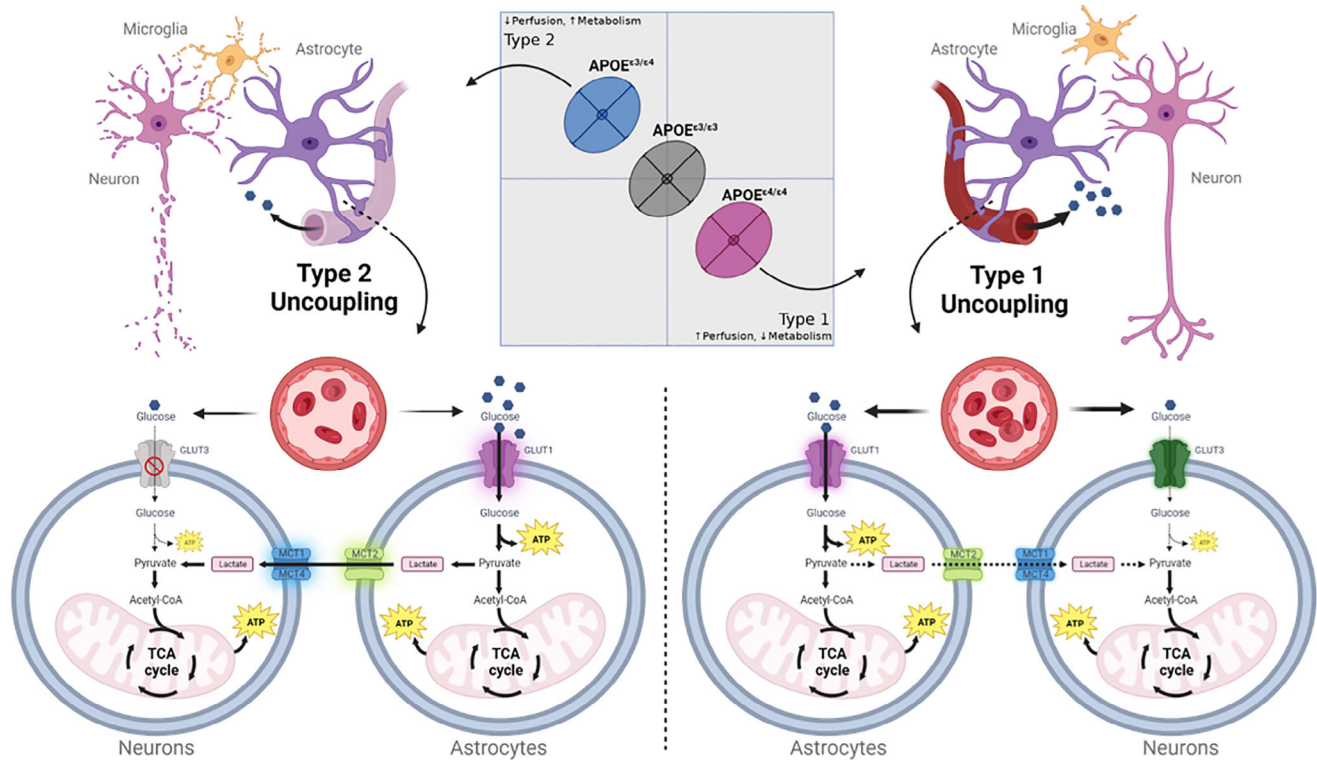 Microglia
Astrocyte
Neuron
Type 2
Uncoupling
↓Perfusion, ↑Metabolism
Type 2
APOEε3/ε4
APOEε3/ε3
APOEε4/ε4
Type 1
↑Perfusion, ↓Metabolism
Microglia
Astrocyte
Neuron
Type 1
Uncoupling
Glucose
GLUT3
Glucose
ATP
Pyruvate
Lactate
MCT1
MCT4
Acetyl-CoA
ATP
TCA
cycle
Neurons
Glucose
GLUT1
Glucose
ATP
MCT2
Lactate
Pyruvate
Acetyl-CoA
ATP
TCA
cycle
Astrocytes
Glucose
GLUT1
Glucose
ATP
Pyruvate
Lactate
MCT2
Acetyl-CoA
ATP
TCA
cycle
Astrocytes
Glucose
GLUT3
Glucose
ATP
MCT1
MCT4
Lactate
Pyruvate
Acetyl-CoA
ATP
TCA
cycle
Neurons